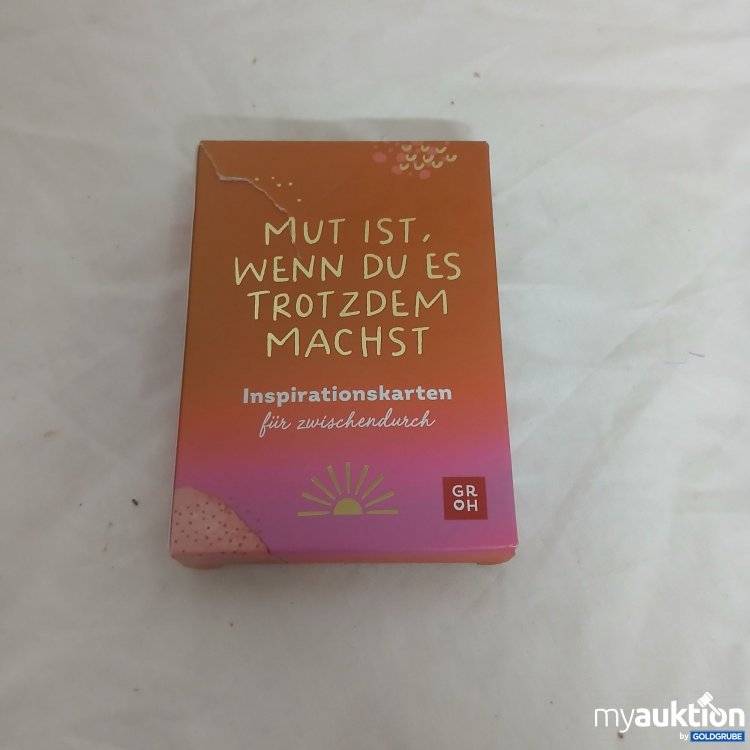 MUT IST,
WENN DU ES
TROTZDEM
MACHST
Inspirationskarten
für zwischendurch
GR
OH
myauktion
by GOLDGRUBE